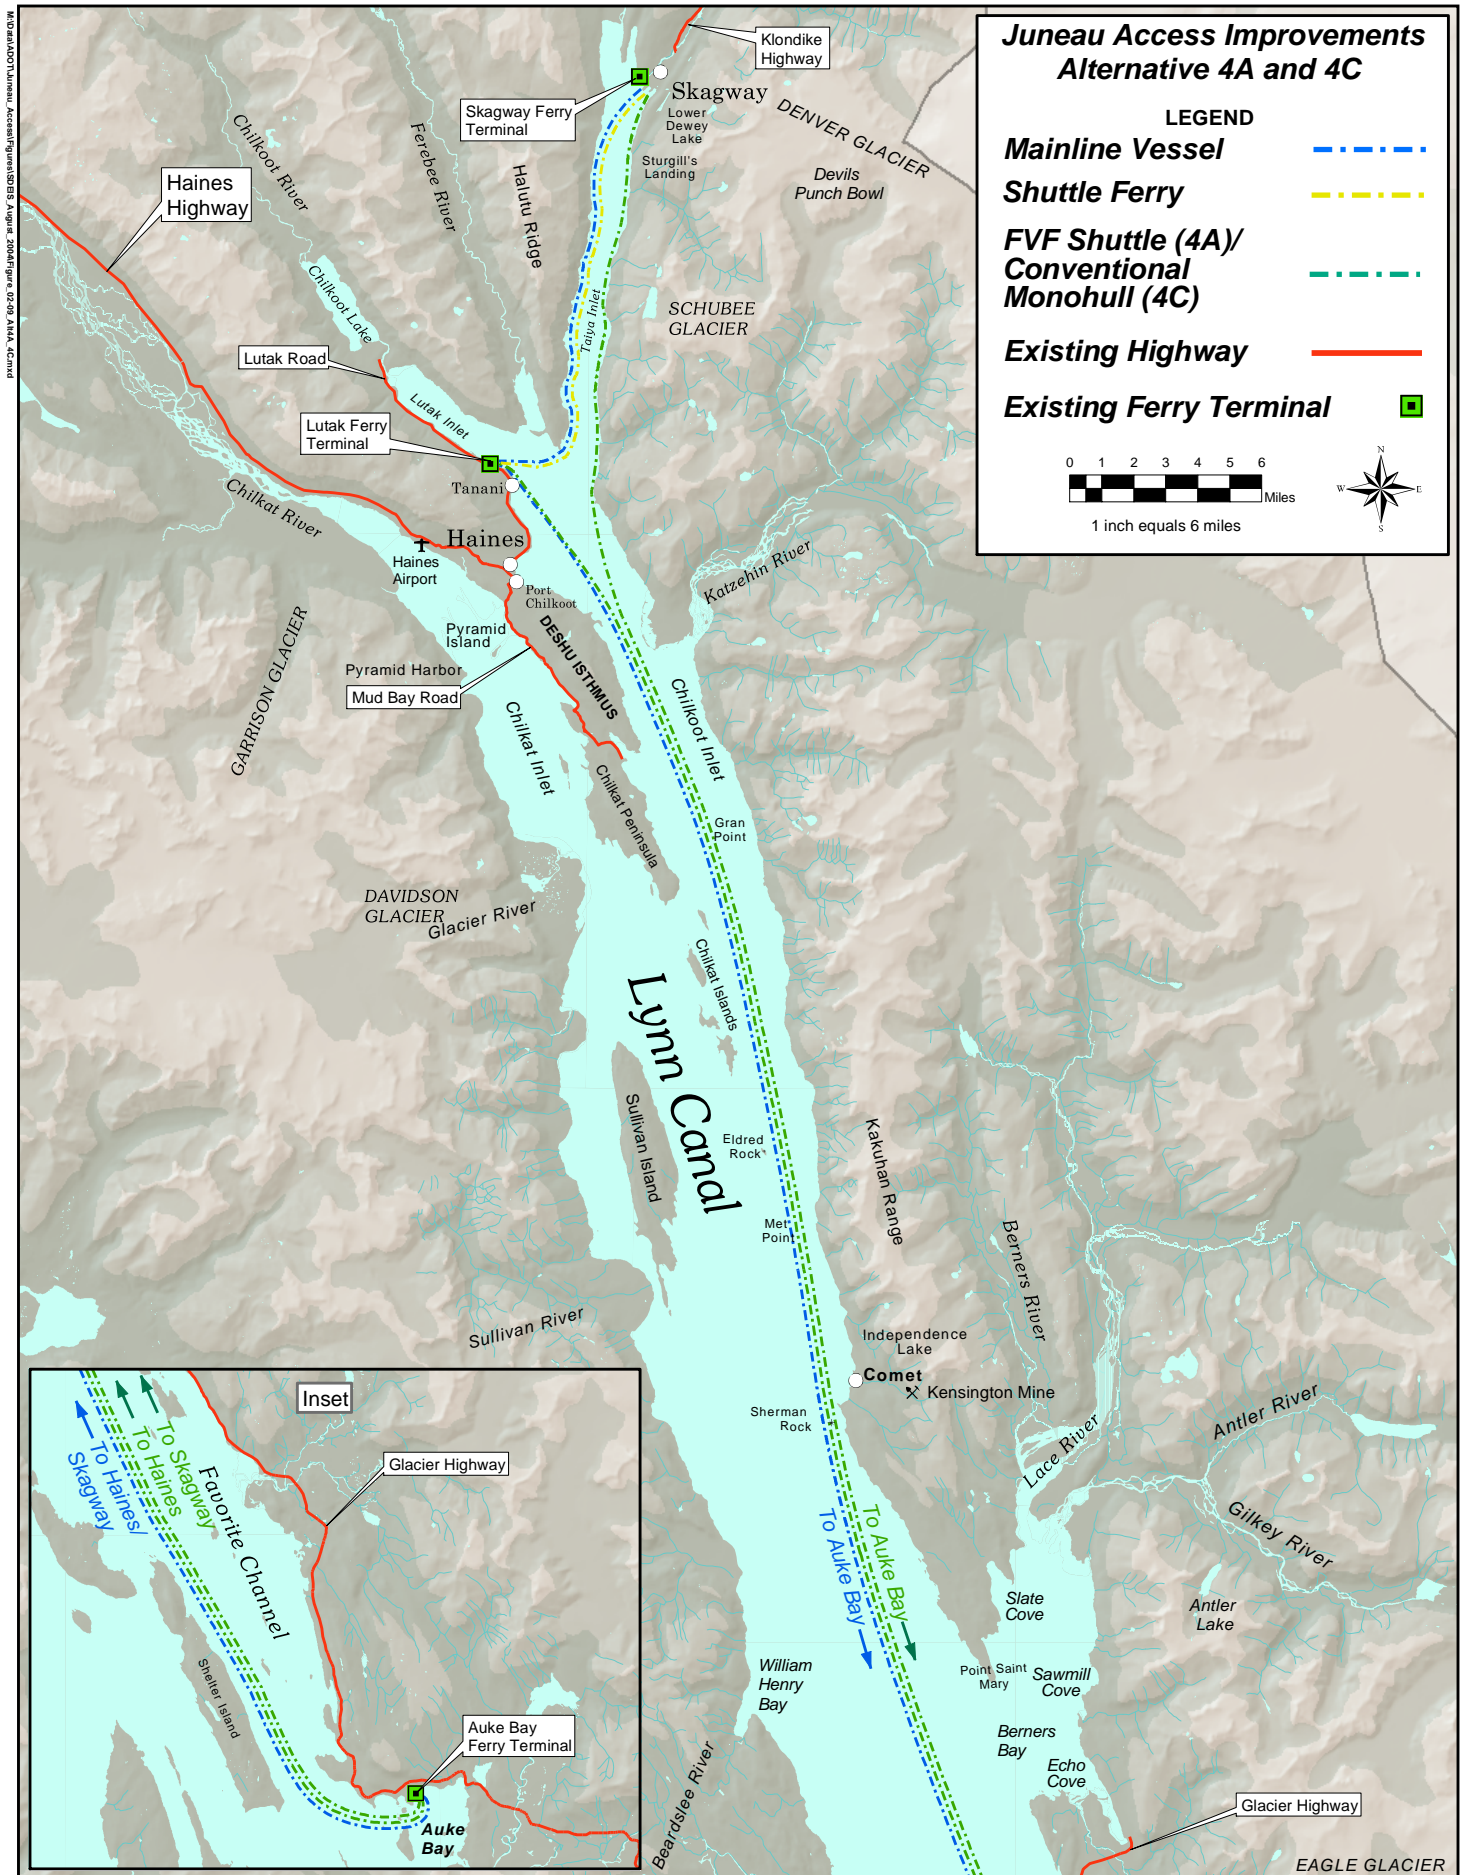 M:\Data\ADOT\Juneau_Access\Figures\SDEIS_August_2004\Figure_02-09_Alt4A_4C.mxd
Juneau Access Improvements
Alternative 4A and 4C
LEGEND
Mainline Vessel
Shuttle Ferry
FVF Shuttle (4A)/
Conventional
Monohull (4C)
Existing Highway
Existing Ferry Terminal
0 1 2 3 4 5 6
Miles
1 inch equals 6 miles
N
W E
S
Klondike
Highway
Skagway
Skagway Ferry
Terminal
Lower
Dewey
Lake
DENVER GLACIER
Sturgill's
Landing
Devils
Punch Bowl
Chilkoot River
Ferebee River
Halutu Ridge
Haines
Highway
Chilkoot Lake
Taiya Inlet
SCHUBEE
GLACIER
Lutak Road
Lutak Inlet
Lutak Ferry
Terminal
Tanani
Chilkat River
Haines
Haines
Airport
Port
Chilkoot
Katzehin River
Pyramid
Island
DESHU ISTHMUS
Pyramid Harbor
Mud Bay Road
GARRISON GLACIER
Chilkat Inlet
Chilkoot Inlet
Chilkat Peninsula
Gran
Point
DAVIDSON
GLACIER
Glacier River
Chilkat Islands
Lynn Canal
Sullivan Island
Eldred
Rock
Kakuhan Range
Met
Point
Berners River
Sullivan River
Independence
Lake
Comet
Kensington Mine
Sherman
Rock
Lace River
Antler River
Gilkey River
To Auke Bay
To Auke Bay
Slate
Cove
Antler
Lake
William
Henry
Bay
Point Saint
Mary
Sawmill
Cove
Berners
Bay
Echo
Cove
Beardslee River
Glacier Highway
EAGLE GLACIER
Inset
To Haines/
Skagway
To Haines
To Skagway
Favorite Channel
Glacier Highway
Shelter Island
Auke Bay
Ferry Terminal
Auke
Bay